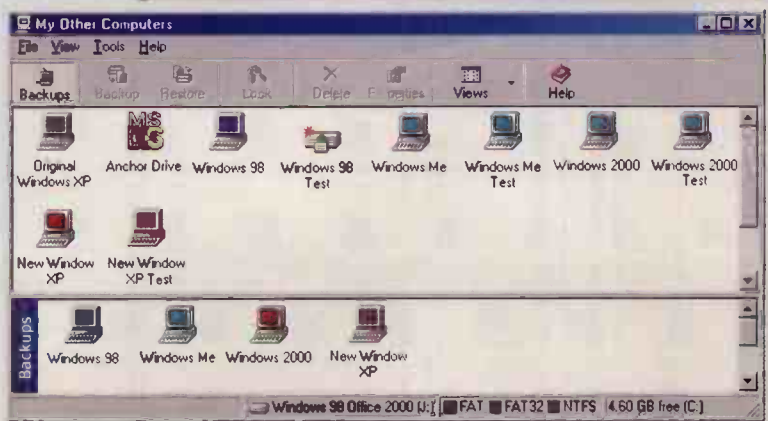 My Other Computers
File View Tools Help
Backups Backup Restore Lock Delete Properties Views Help
MS
Original Windows XP
Anchor Drive
Windows 98
Windows 98 Test
Windows Me
Windows Me Test
Windows 2000
Windows 2000 Test
New Window XP
New Window XP Test
Backups
Windows 98
Windows Me
Windows 2000
New Window XP
Windows 98 Office 2000 (J:) FAT FAT32 NTFS 4.60 GB free (C:)